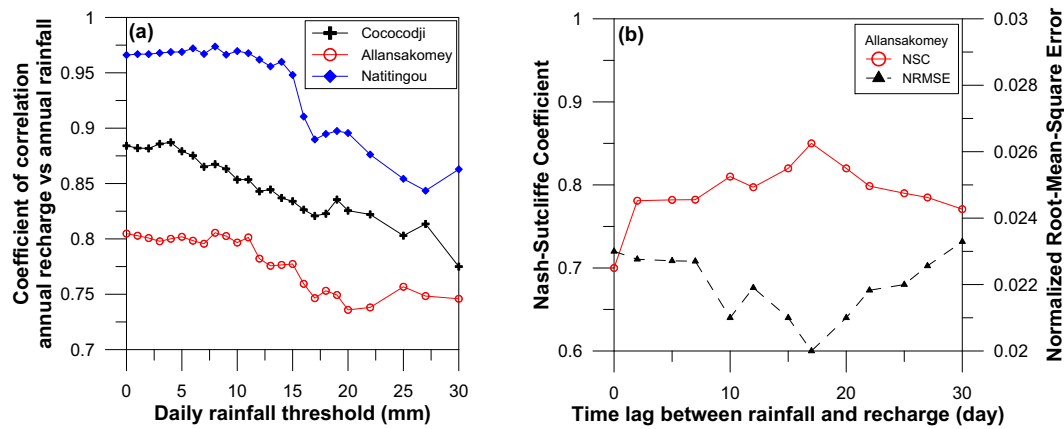 (a)
Cococodji
Allansakomey
Natitingou
1
0.95
0.9
0.85
0.8
0.75
0.7
0 5 10 15 20 25 30
Daily rainfall threshold (mm)
Coefficient of correlation
annual recharge vs annual rainfall
(b)
Allansakomey
NSC
NRMSE
1
0.9
0.8
0.7
0.6
0 10 20 30
Time lag between rainfall and recharge (day)
Nash-Sutcliffe Coefficient
0.03
0.028
0.026
0.024
0.022
0.02
Normalized Root-Mean-Square Error